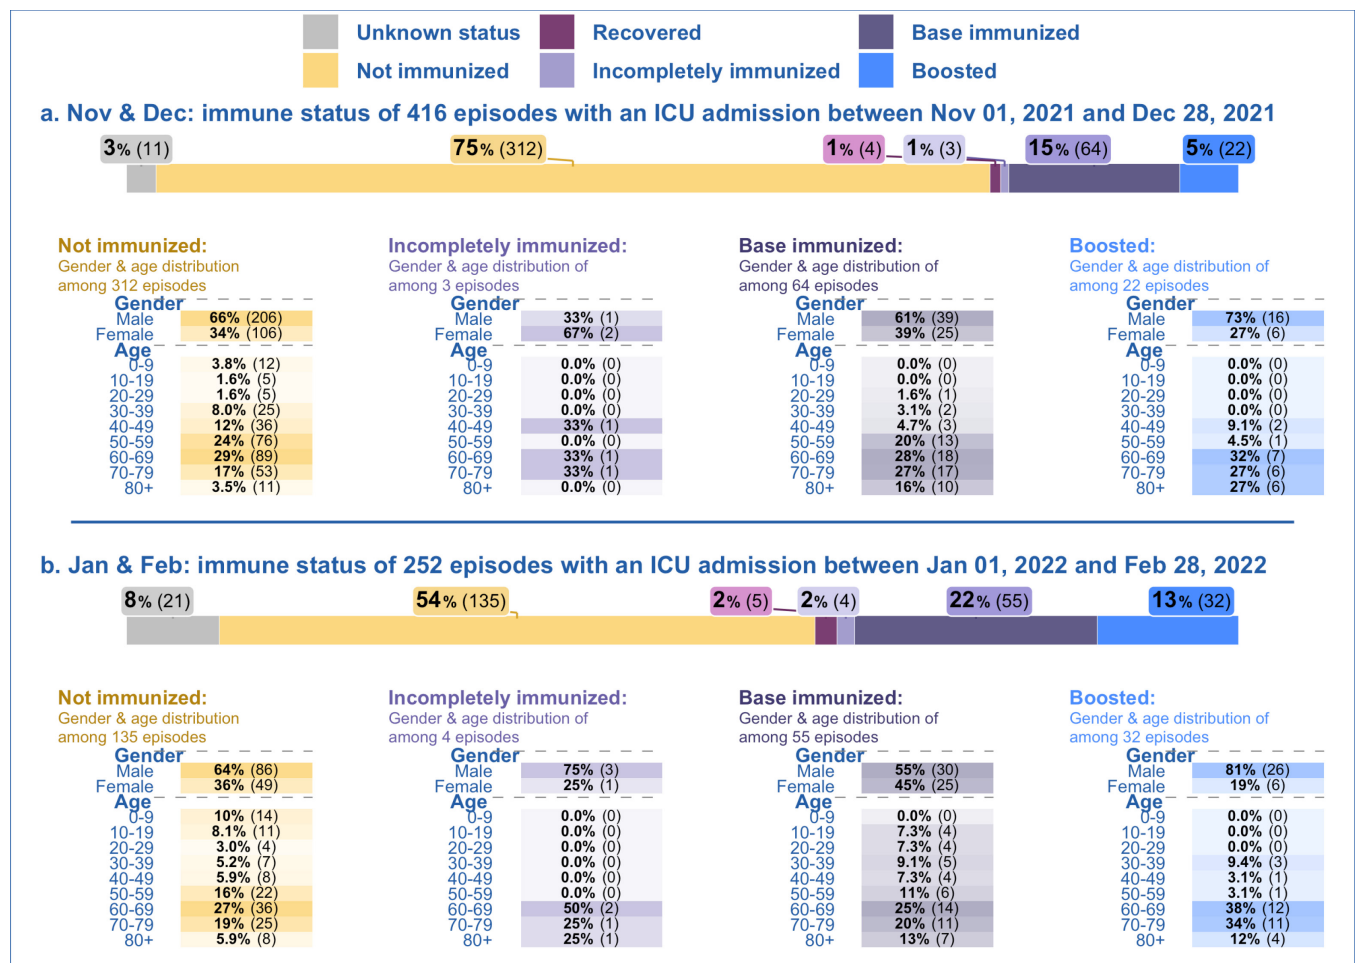 Unknown status Recovered Base immunized
Not immunized Incompletely immunized Boosted
a. Nov & Dec: immune status of 416 episodes with an ICU admission between Nov 01, 2021 and Dec 28, 2021
3% (11) 75% (312) 1% (4) 1% (3) 15% (64) 5% (22)
Not immunized: Incompletely immunized: Base immunized: Boosted:
Gender & age distribution Gender & age distribution of Gender & age distribution of Gender & age distribution of
among 312 episodes among 3 episodes among 64 episodes among 22 episodes
Gender Gender Gender
Male 66% (206) 33% (1) Male 61% (39) Male 73% (16)
Female 34% (106) 67% (2) Female 39% (25) Female 27% (6)
Age Age Age Age
0-9 3.8% (12) 0-9 0.0% (0) 0-9 0.0% (0) 0-9 0.0% (0)
10-19 1.6% (5) 10-19 0.0% (0) 10-19 0.0% (0) 10-19 0.0% (0)
20-29 1.6% (5) 20-29 0.0% (0) 20-29 1.6% (1) 20-29 0.0% (0)
30-39 8.0% (25) 30-39 0.0% (0) 30-39 3.1% (2) 30-39 0.0% (0)
40-49 12% (36) 40-49 33% (1) 40-49 4.7% (3) 40-49 9.1% (2)
50-59 24% (76) 50-59 0.0% (0) 50-59 20% (13) 50-59 4.5% (1)
60-69 29% (89) 60-69 33% (1) 60-69 28% (18) 60-69 32% (7)
70-79 17% (53) 70-79 33% (1) 70-79 27% (17) 70-79 27% (6)
80+ 3.5% (11) 80+ 0.0% (0) 80+ 16% (10) 80+ 27% (6)
b. Jan & Feb: immune status of 252 episodes with an ICU admission between Jan 01, 2022 and Feb 28, 2022
8% (21) 54% (135) 2% (5) 2% (4) 22% (55) 13% (32)
Not immunized: Incompletely immunized: Base immunized: Boosted:
Gender & age distribution Gender & age distribution of Gender & age distribution of Gender & age distribution of
among 135 episodes among 4 episodes among 55 episodes among 32 episodes
Gender Gender Gender Gender
Male 64% (86) Male 75% (3) Male 55% (30) Male 81% (26)
Female 36% (49) Female 25% (1) Female 45% (25) Female 19% (6)
Age Age Age Age
0-9 10% (14) 0-9 0.0% (0) 0-9 0.0% (0) 0-9 0.0% (0)
10-19 8.1% (11) 10-19 0.0% (0) 10-19 7.3% (4) 10-19 0.0% (0)
20-29 3.0% (4) 20-29 0.0% (0) 20-29 7.3% (4) 20-29 0.0% (0)
30-39 5.2% (7) 30-39 0.0% (0) 30-39 9.1% (5) 30-39 9.4% (3)
40-49 5.9% (8) 40-49 0.0% (0) 40-49 7.3% (4) 40-49 3.1% (1)
50-59 16% (22) 50-59 0.0% (0) 50-59 11% (6) 50-59 3.1% (1)
60-69 27% (36) 60-69 50% (2) 60-69 25% (14) 60-69 38% (12)
70-79 19% (25) 70-79 25% (1) 70-79 20% (11) 70-79 34% (11)
80+ 5.9% (8) 80+ 25% (1) 80+ 13% (7) 80+ 12% (4)